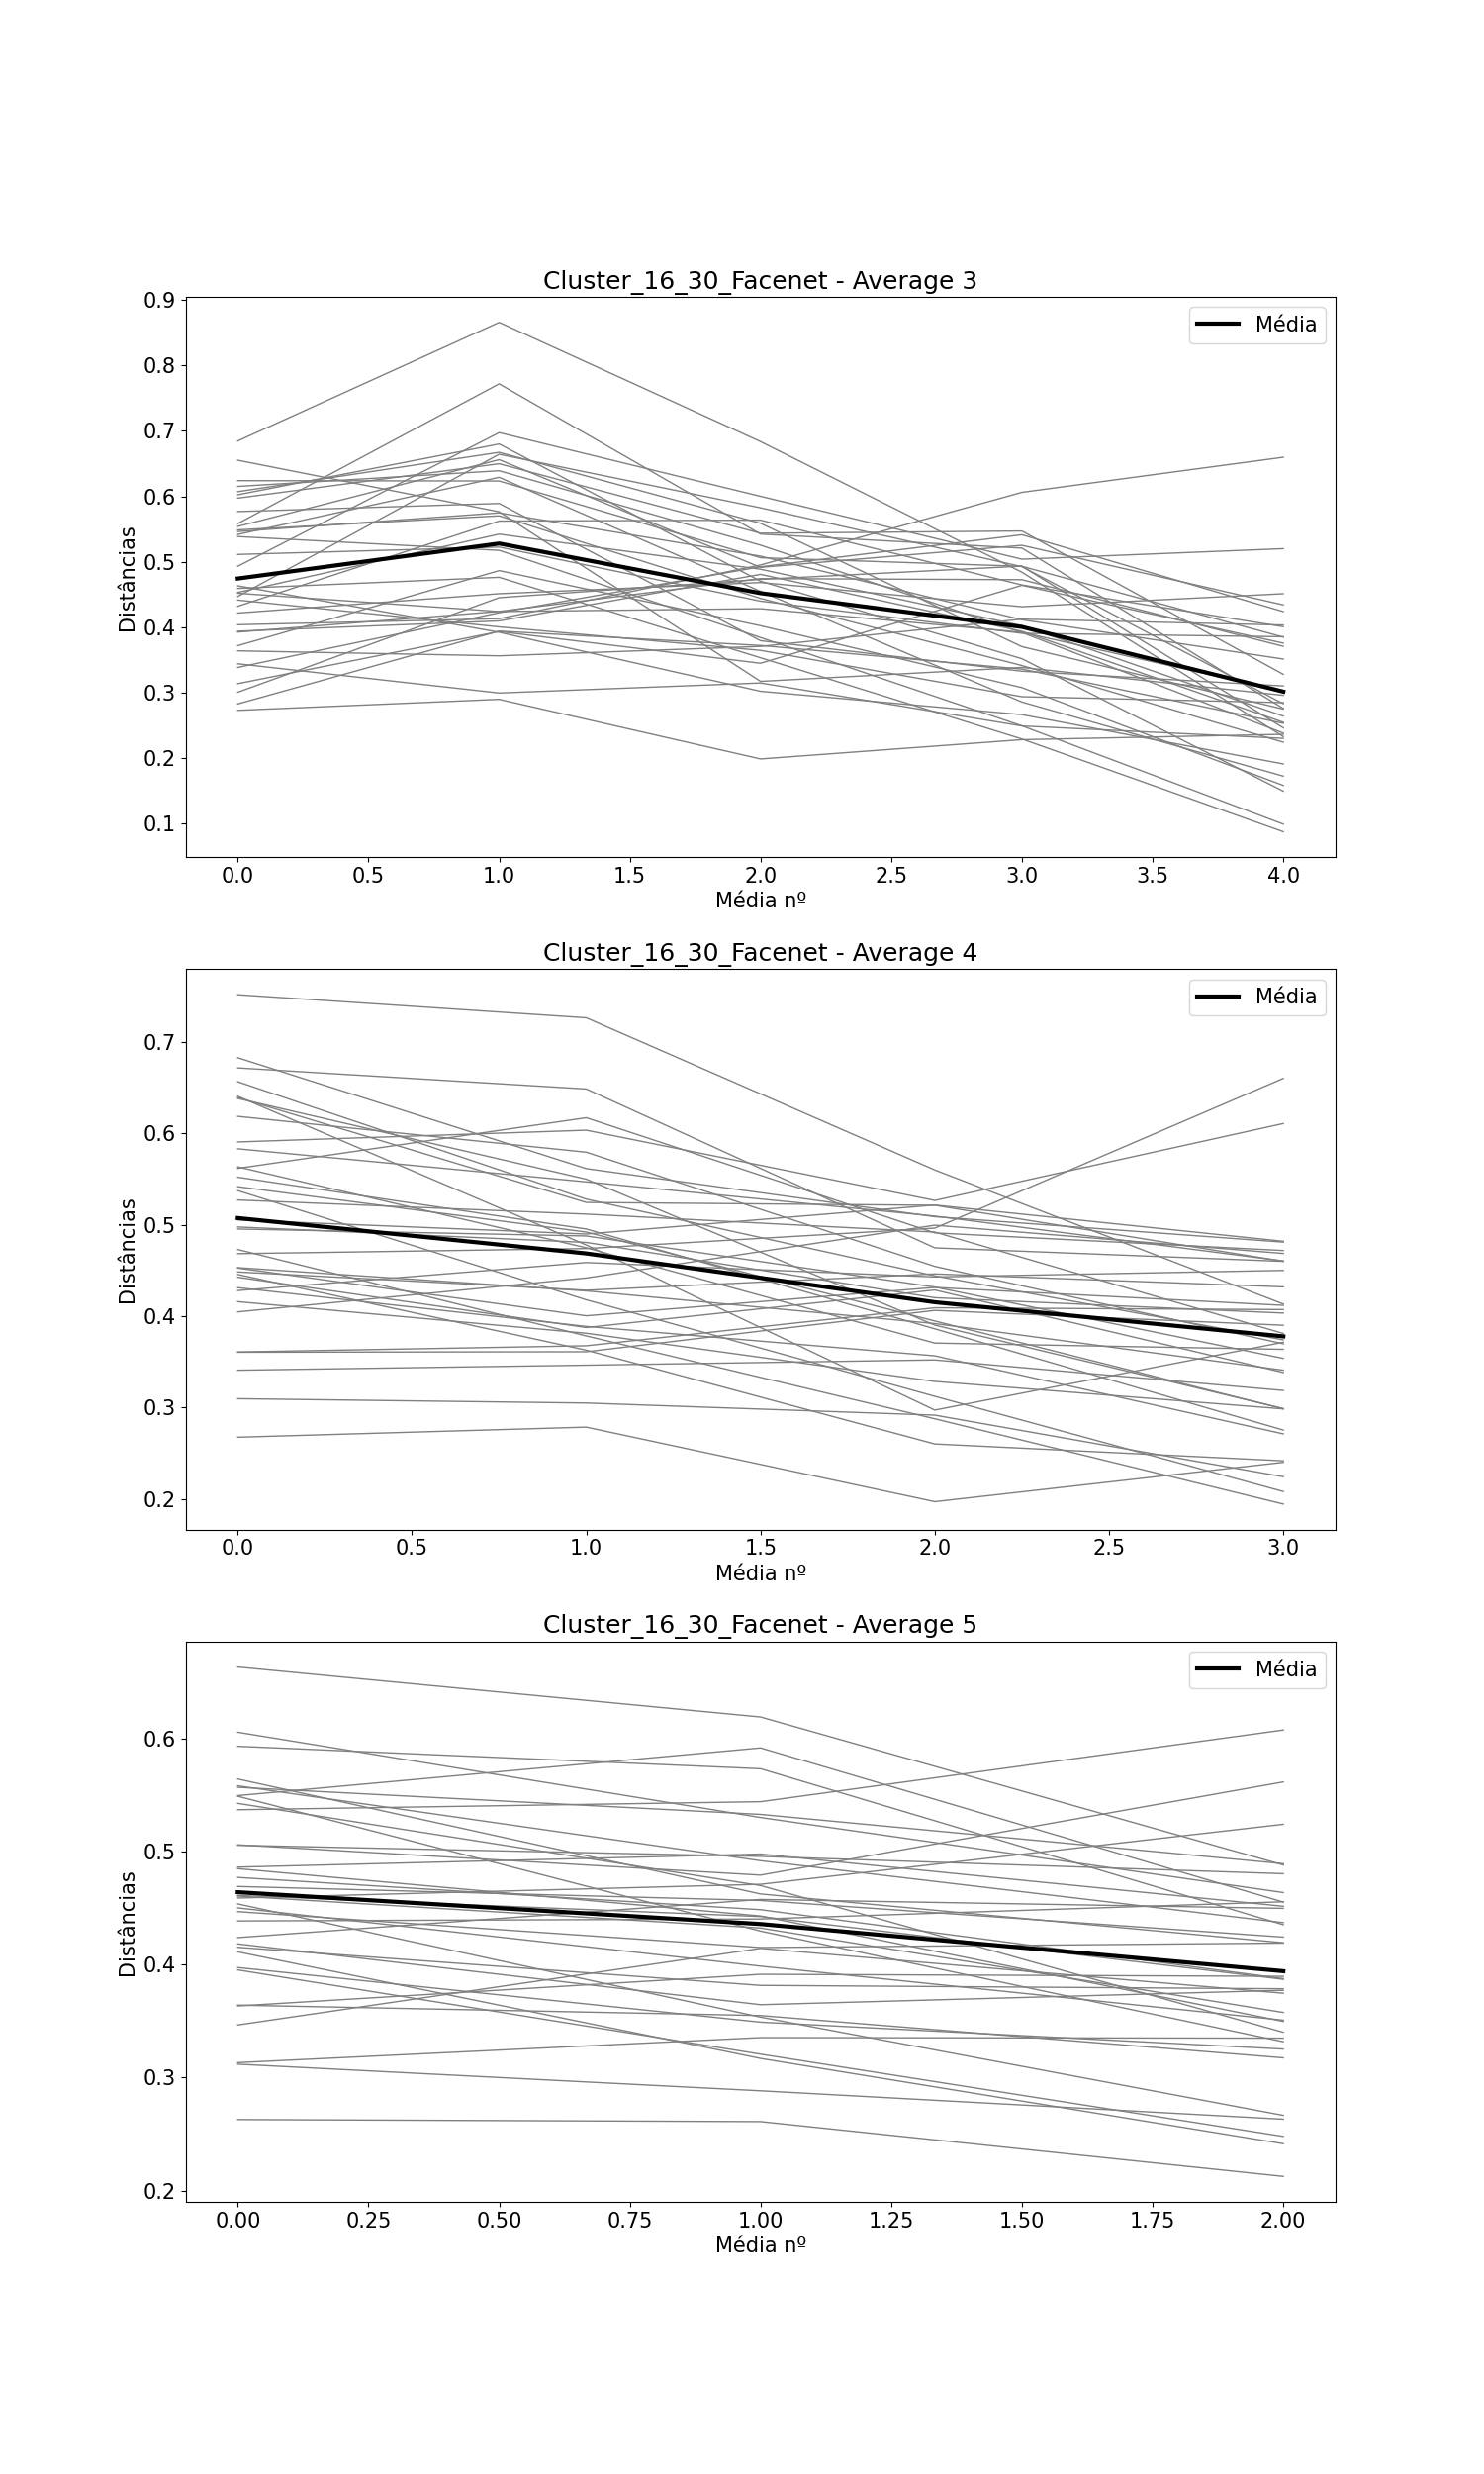 Cluster_16_30_Facenet - Average 3
Média
Distâncias
0.9
0.8
0.7
0.6
0.5
0.4
0.3
0.2
0.1
0.0 0.5 1.0 1.5 2.0 2.5 3.0 3.5 4.0
Média nº
Cluster_16_30_Facenet - Average 4
Média
Distâncias
0.7
0.6
0.5
0.4
0.3
0.2
0.0 0.5 1.0 1.5 2.0 2.5 3.0
Média nº
Cluster_16_30_Facenet - Average 5
Média
Distâncias
0.6
0.5
0.4
0.3
0.2
0.00 0.25 0.50 0.75 1.00 1.25 1.50 1.75 2.00
Média nº